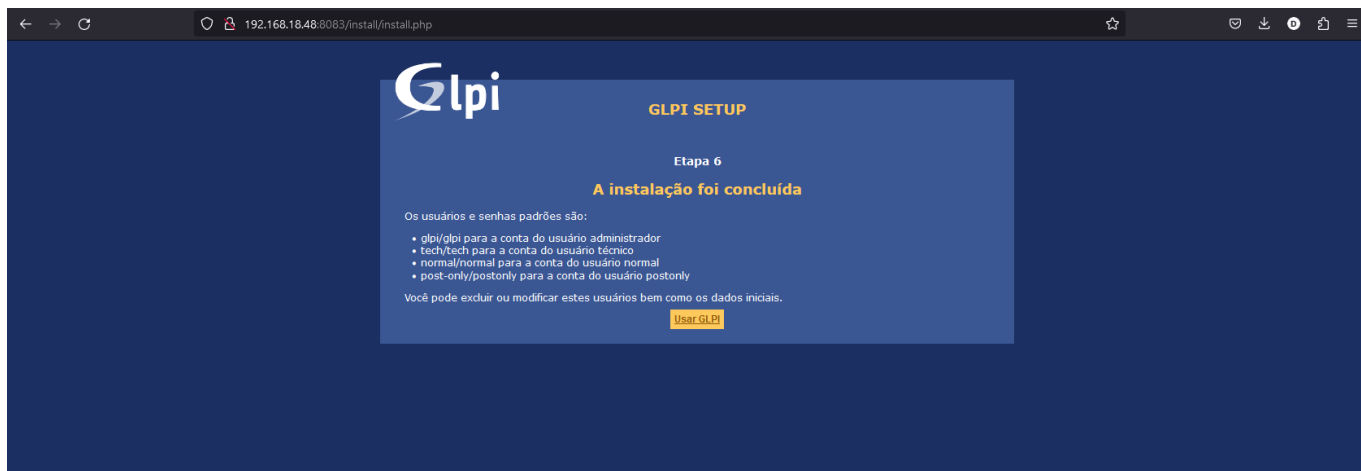 192.168.18.48:8083/install/install.php
Glpi
GLPI SETUP
Etapa 6
A instalação foi concluída
Os usuários e senhas padrões são:
• glpi/glpi para a conta do usuário administrador
• tech/tech para a conta do usuário técnico
• normal/normal para a conta do usuário normal
• post-only/postonly para a conta do usuário postonly
Você pode excluir ou modificar estes usuários bem como os dados iniciais.
Usar GLPI